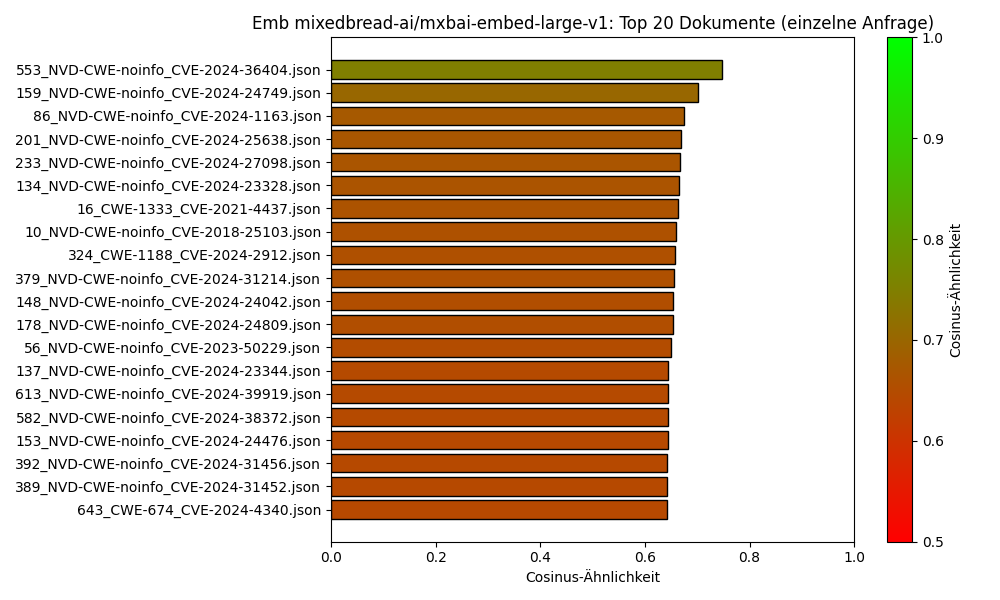 Emb mixedbread-ai/mxbai-embed-large-v1: Top 20 Dokumente (einzelne Anfrage)
553_NVD-CWE-noinfo_CVE-2024-36404.json
159_NVD-CWE-noinfo_CVE-2024-24749.json
86_NVD-CWE-noinfo_CVE-2024-1163.json
201_NVD-CWE-noinfo_CVE-2024-25638.json
233_NVD-CWE-noinfo_CVE-2024-27098.json
134_NVD-CWE-noinfo_CVE-2024-23328.json
16_CWE-1333_CVE-2021-4437.json
10_NVD-CWE-noinfo_CVE-2018-25103.json
324_CWE-1188_CVE-2024-2912.json
379_NVD-CWE-noinfo_CVE-2024-31214.json
148_NVD-CWE-noinfo_CVE-2024-24042.json
178_NVD-CWE-noinfo_CVE-2024-24809.json
56_NVD-CWE-noinfo_CVE-2023-50229.json
137_NVD-CWE-noinfo_CVE-2024-23344.json
613_NVD-CWE-noinfo_CVE-2024-39919.json
582_NVD-CWE-noinfo_CVE-2024-38372.json
153_NVD-CWE-noinfo_CVE-2024-24476.json
392_NVD-CWE-noinfo_CVE-2024-31456.json
389_NVD-CWE-noinfo_CVE-2024-31452.json
643_CWE-674_CVE-2024-4340.json
0.0 0.2 0.4 0.6 0.8 1.0
Cosinus-Ähnlichkeit
1.0
0.9
0.8
0.7
0.6
0.5
Cosinus-Ähnlichkeit